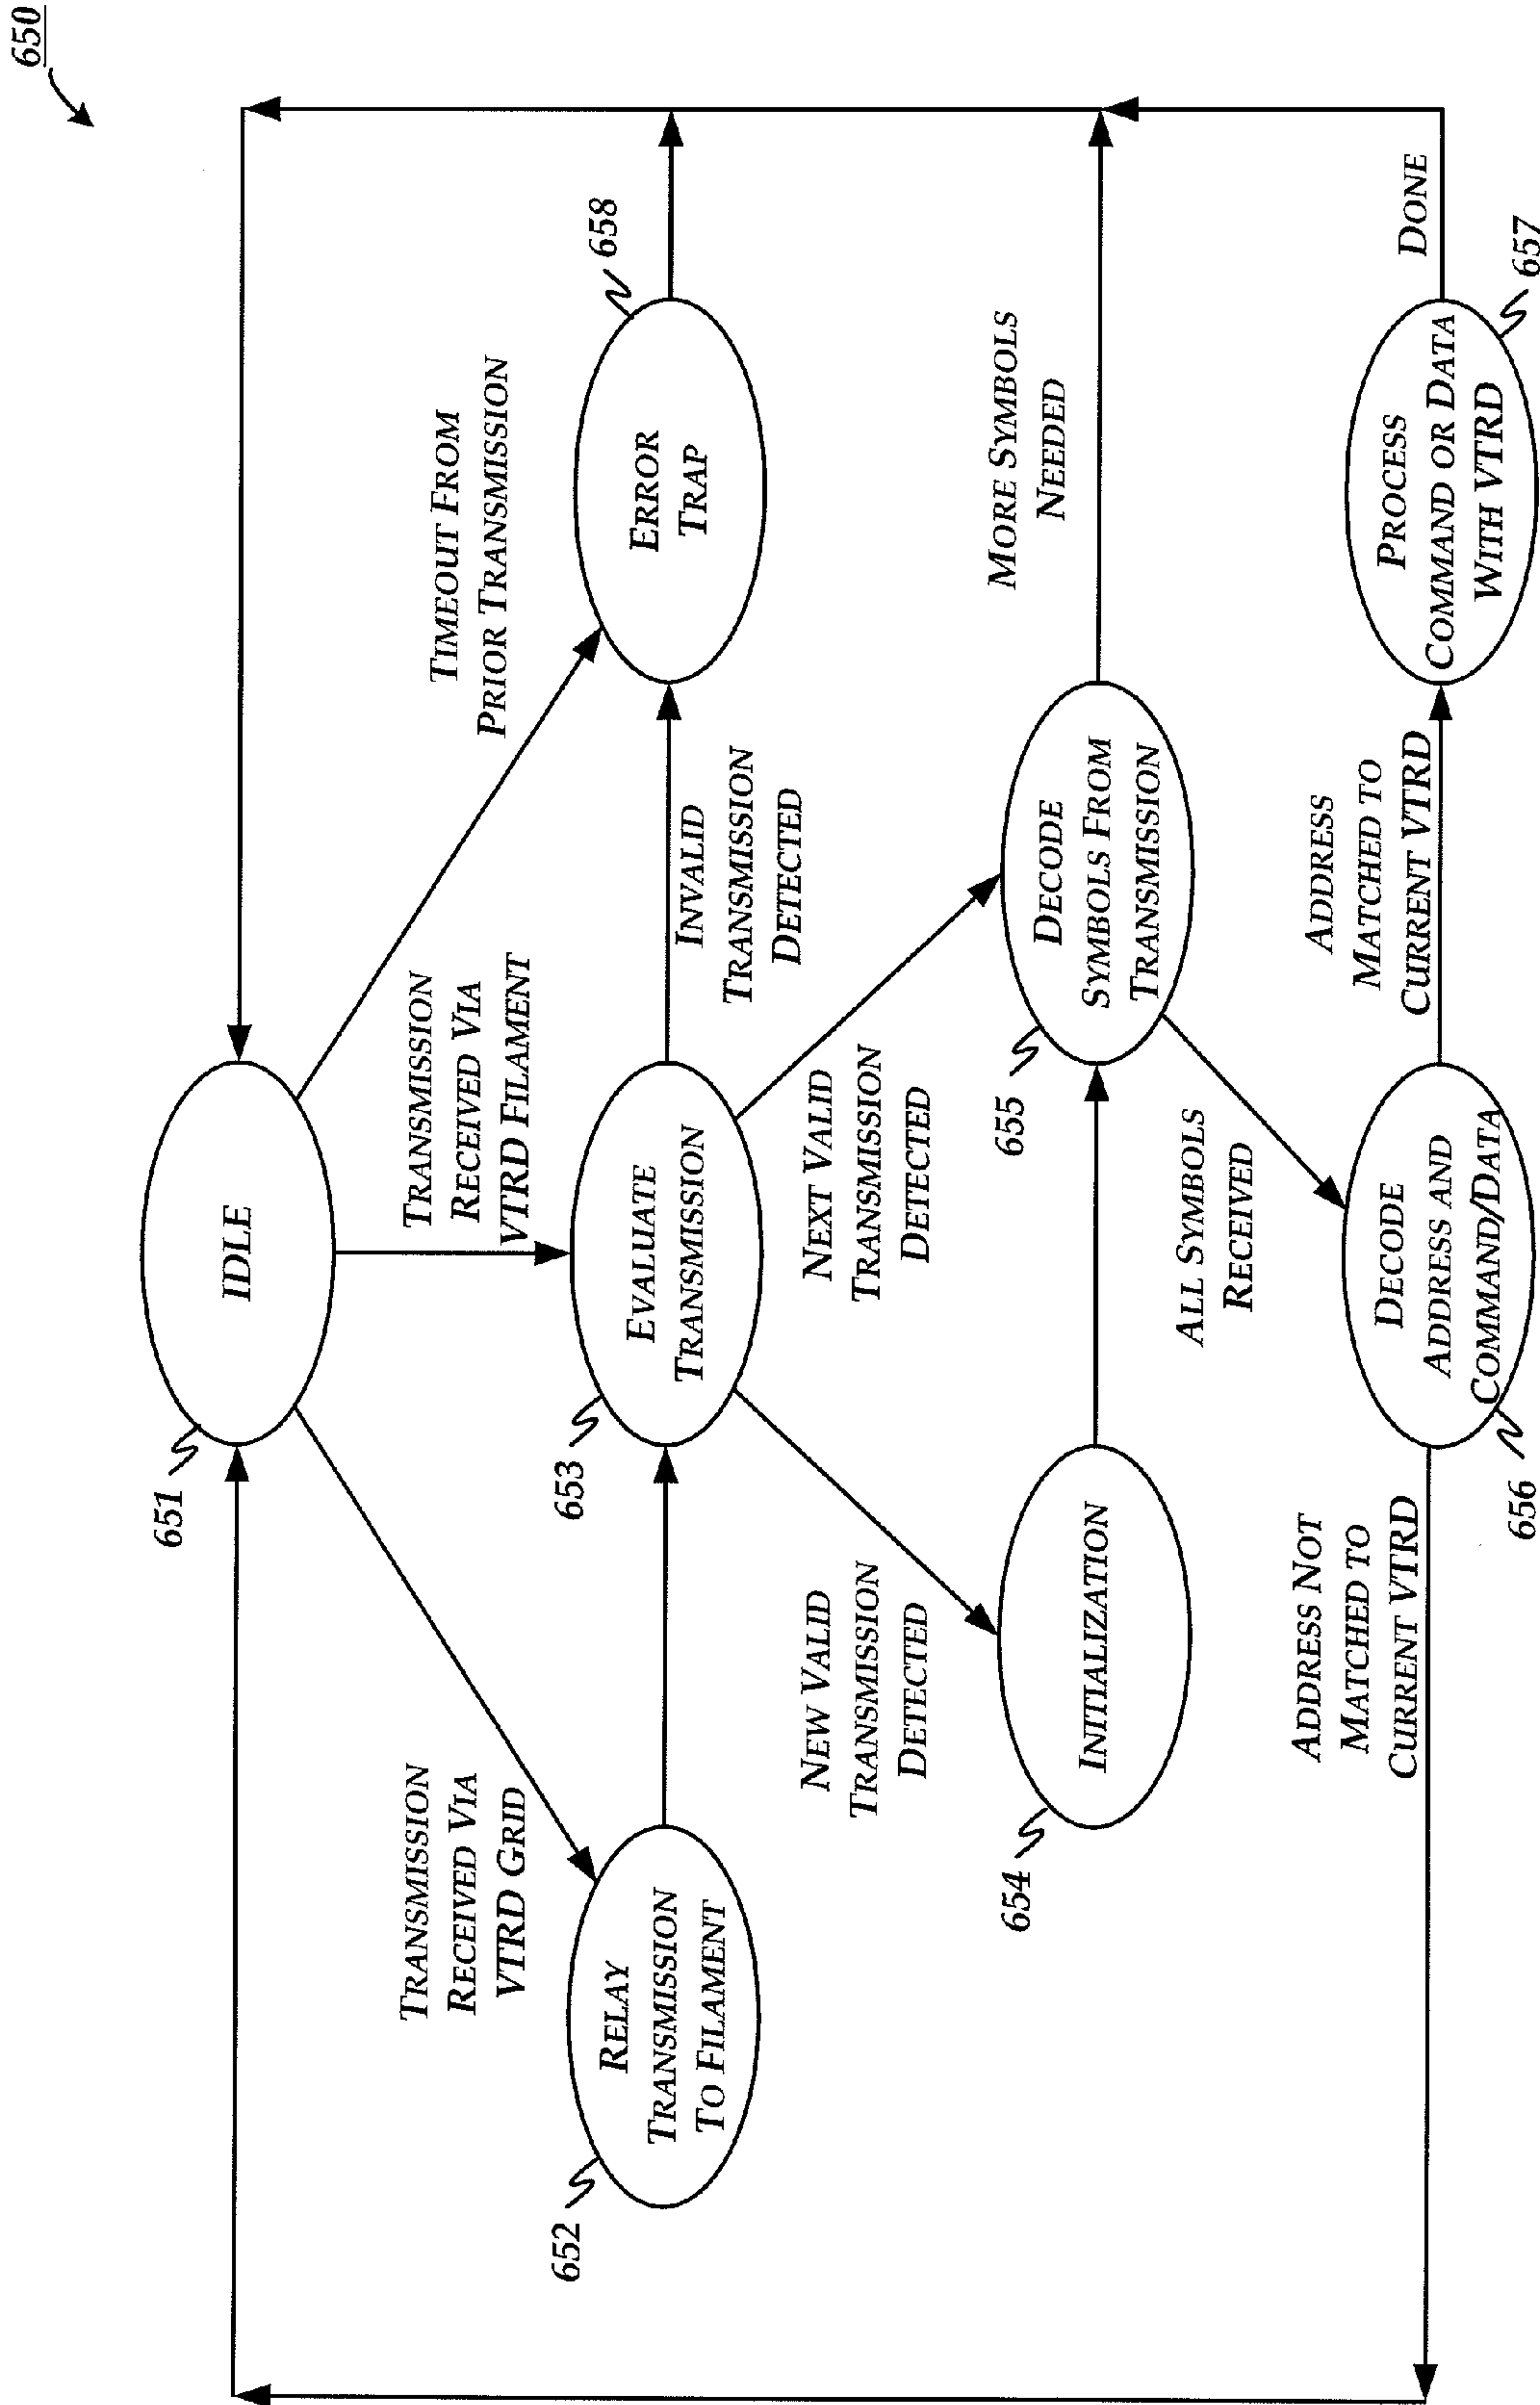 650
IDLE
651
TRANSMISSION
RECEIVED VIA
VTRD GRID
TRANSMISSION
RECEIVED VIA
VTRD FILAMENT
TIMEOUT FROM
PRIOR TRANSMISSION
652
RELAY
TRANSMISSION
TO FILAMENT
653
EVALUATE
TRANSMISSION
INVALID
TRANSMISSION
DETECTED
ERROR
TRAP
658
NEW VALID
TRANSMISSION
DETECTED
NEXT VALID
TRANSMISSION
DETECTED
654
INITIALIZATION
655
DECODE
SYMBOLS FROM
TRANSMISSION
MORE SYMBOLS
NEEDED
ALL SYMBOLS
RECEIVED
ADDRESS NOT
MATCHED TO
CURRENT VTRD
656
DECODE
ADDRESS AND
COMMAND/DATA
ADDRESS
MATCHED TO
CURRENT VTRD
PROCESS
COMMAND OR DATA
WITH VTRD
657
DONE